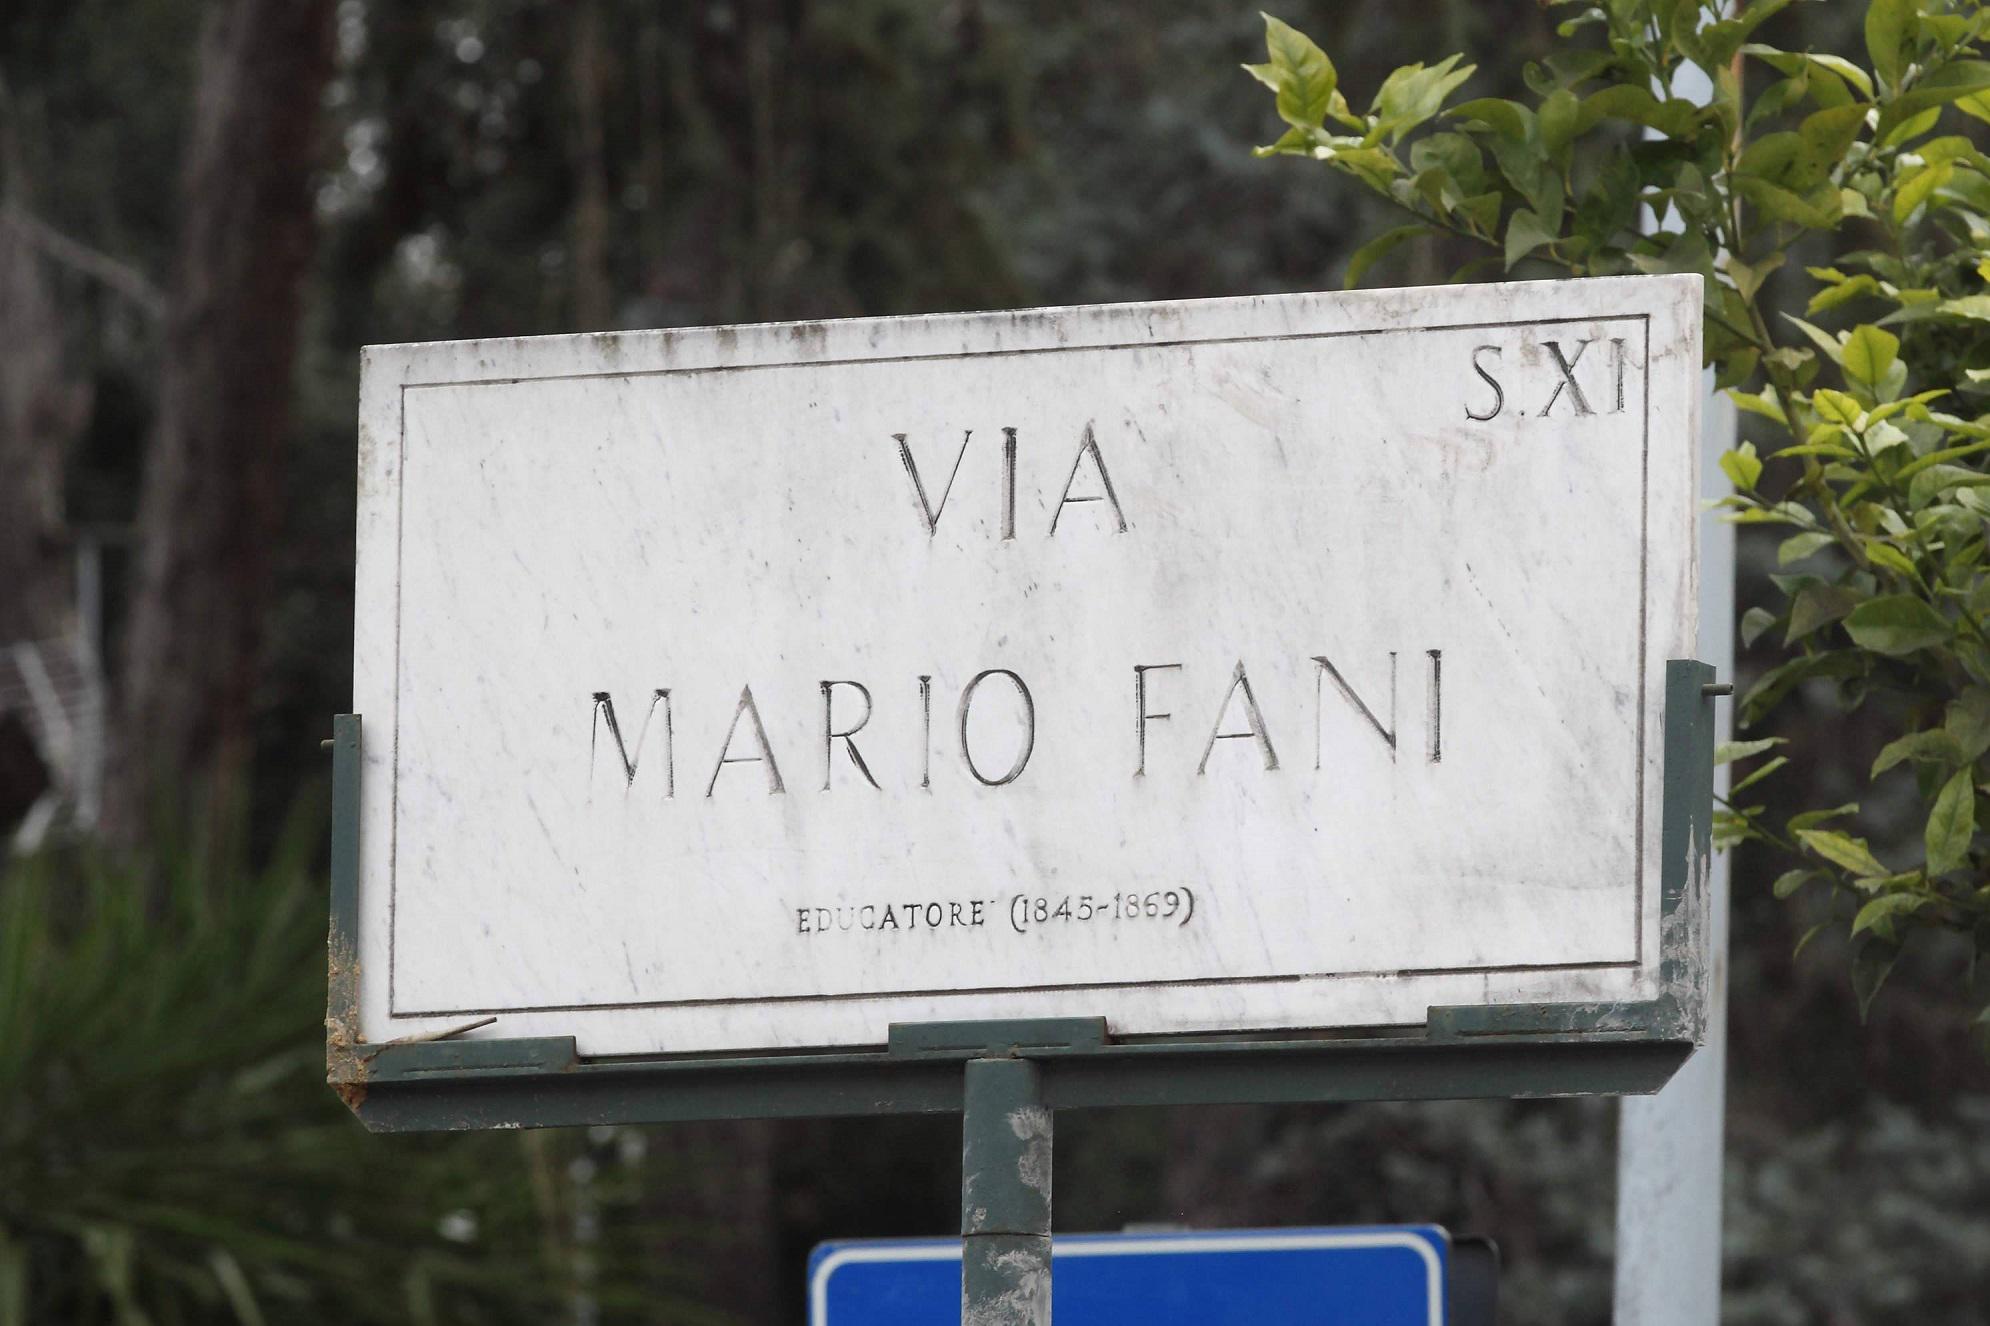 S.XI
VIA
MARIO FANI
EDUCATORE (1845-1869)